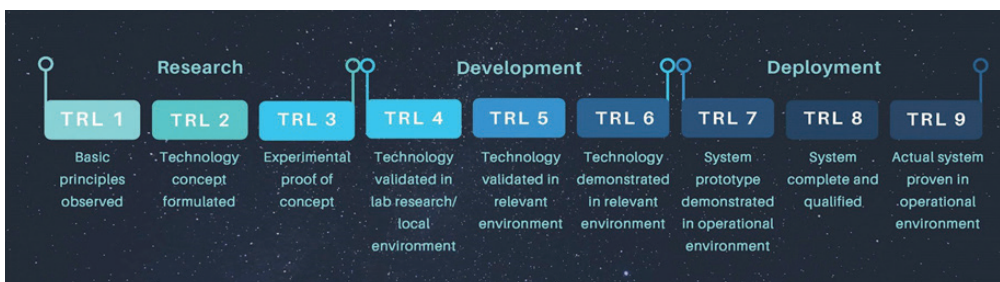 Research
Development
Deployment
TRL 1
TRL 2
TRL 3
TRL 4
TRL 5
TRL 6
TRL 7
TRL 8
TRL 9
Basic
principles
observed
Technology
concept
formulated
Experimental
proof of
concept
Technology
validated in
lab research/
local
environment
Technology
validated in
relevant
environment
Technology
demonstrated
in relevant
environment
System
prototype
demonstrated
in operational
environment
System
complete and
qualified
Actual system
proven in
operational
environment